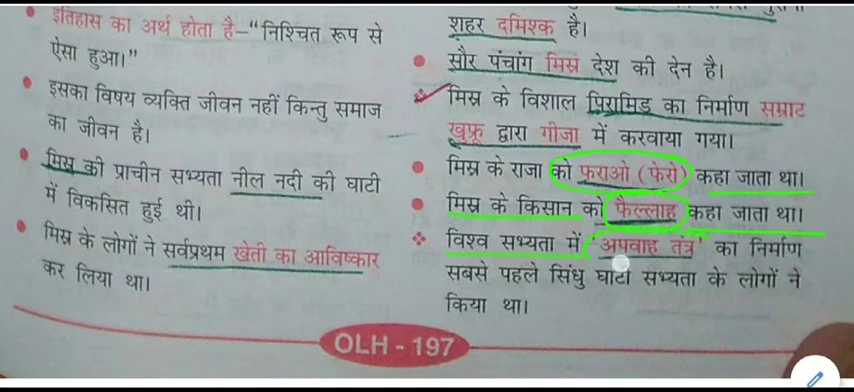 इतिहास का अर्थ होता है–“निश्चित रूप से
ऐसा हुआ।”
इसका विषय व्यक्ति जीवन नहीं किन्तु समाज
का जीवन है।
मिस्र की प्राचीन सभ्यता नील नदी की घाटी
में विकसित हुई थी।
मिस्र के लोगों ने सर्वप्रथम खेती का आविष्कार
कर लिया था।
शहर दमिश्क है।
सौर पंचांग मिस्र देश की देन है।
मिस्र के विशाल प्रिरामिड का निर्माण सम्राट
खुफ्रू द्वारा गीजा में करवाया गया।
मिस्र के राजा को फराओ (फेरो) कहा जाता था।
मिस्र के किसान को फैल्लाह कहा जाता था।
विश्व सभ्यता में ‘अपवाह तंत्र’ का निर्माण
सबसे पहले सिंधु घाटी सभ्यता के लोगों ने
किया था।
OLH - 197